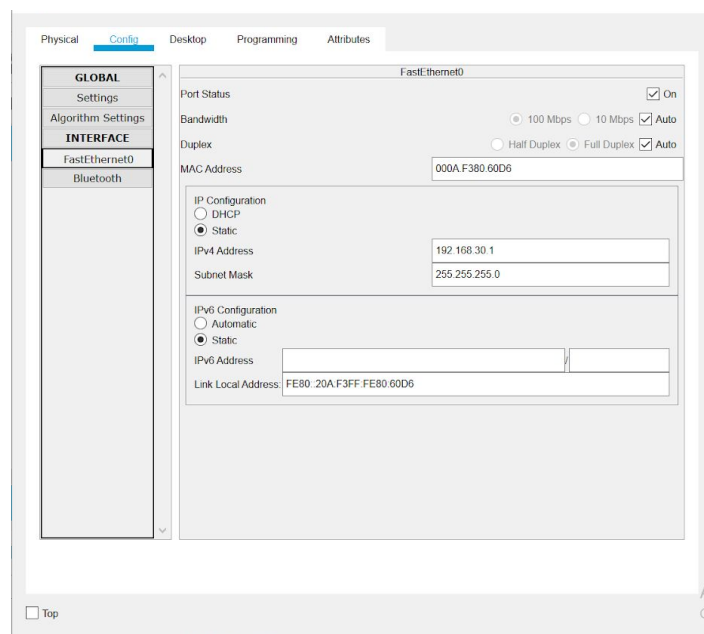 Physical Config Desktop Programming Attributes
GLOBAL
Settings
Algorithm Settings
INTERFACE
FastEthernet0
Bluetooth
FastEthernet0
Port Status On
Bandwidth 100 Mbps 10 Mbps Auto
Duplex Half Duplex Full Duplex Auto
MAC Address 000A.F380.60D6
IP Configuration
DHCP
Static
IPv4 Address 192.168.30.1
Subnet Mask 255.255.255.0
IPv6 Configuration
Automatic
Static
IPv6 Address /
Link Local Address: FE80::20A:F3FF:FE80:60D6
Top